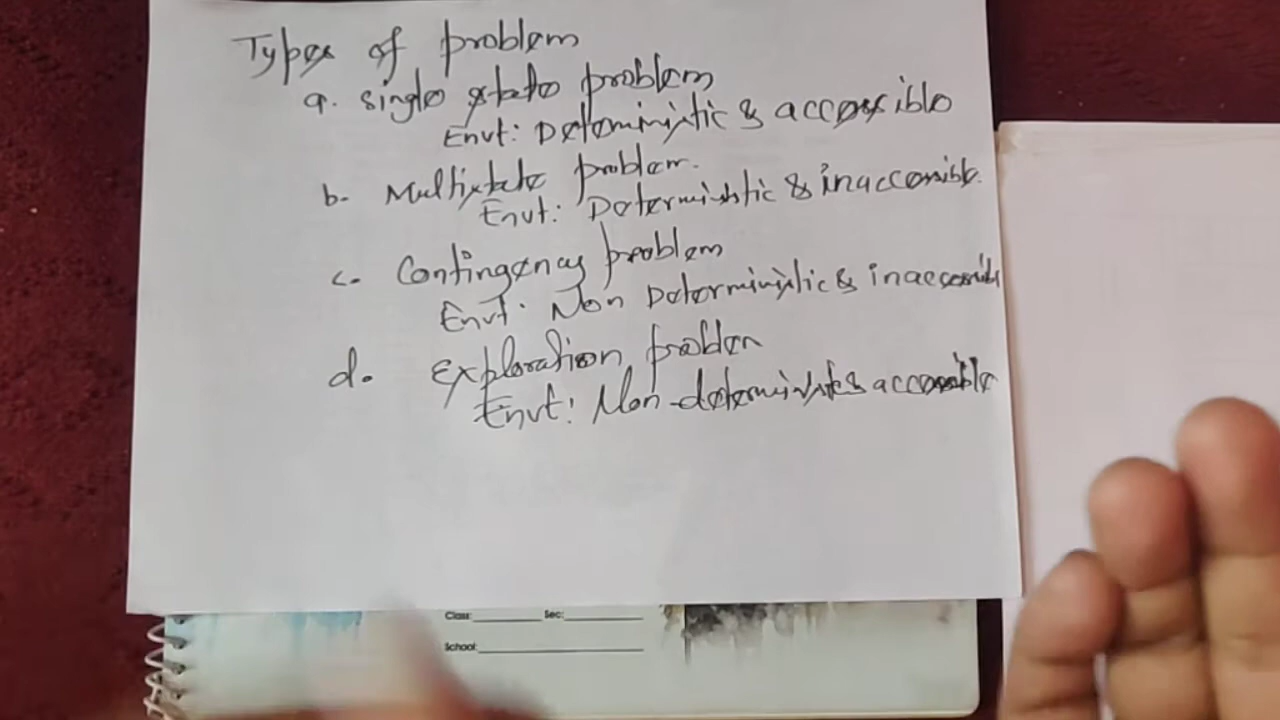 Types of problem
a. single state problem
Envt: Deterministic & accessible
b. Multistate problem.
Envt: Deterministic & inaccessible.
c. Contingency problem
Envt: Non Deterministic & inaccessible
d. Exploration problem
Envt: Non-deterministic & accessible
Class: Sec:
School: